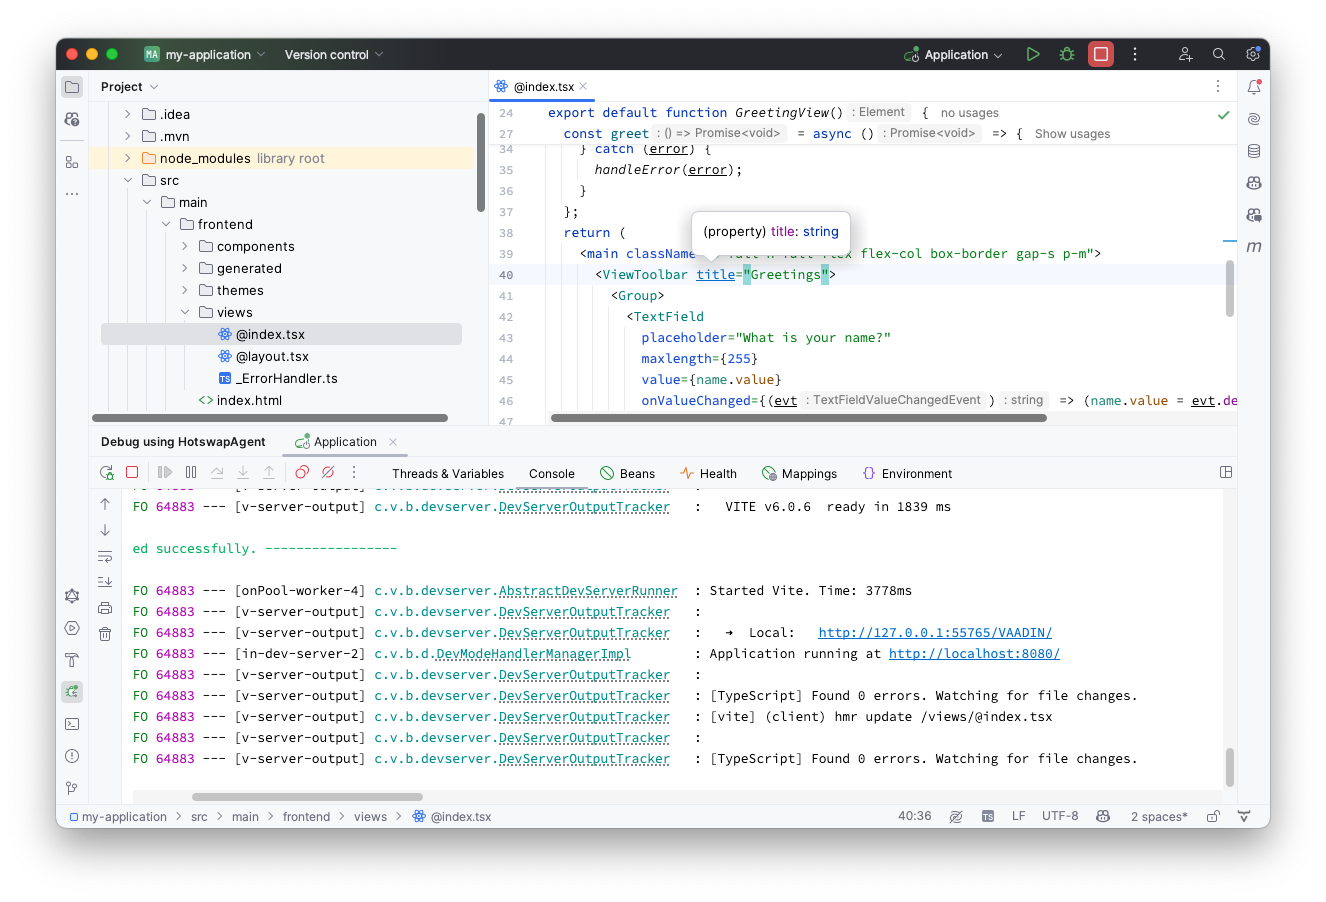 MA my-application Version control Application
Project
.idea
.mvn
node_modules library root
src
main
frontend
components
generated
themes
views
@index.tsx
@layout.tsx
TS _ErrorHandler.ts
index.html
@index.tsx
24 export default function GreetingView() : Element { no usages
27 const greet : () => Promise<void> = async () : Promise<void> => { Show usages
34 } catch (error) {
35 handleError(error);
36 }
37 };
38 return (
(property) title: string
39 <main className full flex flex-col box-border gap-s p-m">
40 <ViewToolbar title="Greetings">
41 <Group>
42 <TextField
43 placeholder="What is your name?"
44 maxlength={255}
45 value={name.value}
46 onValueChanged={(evt : TextFieldValueChangedEvent ) : string => (name.value = evt.de
47
m
Debug using HotswapAgent Application
Threads & Variables Console Beans Health Mappings Environment
FO 64883 --- [v-server-output] c.v.b.devserver.DevServerOutputTracker :
FO 64883 --- [v-server-output] c.v.b.devserver.DevServerOutputTracker : VITE v6.0.6 ready in 1839 ms
ed successfully. -----------------
FO 64883 --- [onPool-worker-4] c.v.b.devserver.AbstractDevServerRunner : Started Vite. Time: 3778ms
FO 64883 --- [v-server-output] c.v.b.devserver.DevServerOutputTracker :
FO 64883 --- [v-server-output] c.v.b.devserver.DevServerOutputTracker : ➜ Local: http://127.0.0.1:55765/VAADIN/
FO 64883 --- [in-dev-server-2] c.v.b.d.DevModeHandlerManagerImpl : Application running at http://localhost:8080/
FO 64883 --- [v-server-output] c.v.b.devserver.DevServerOutputTracker :
FO 64883 --- [v-server-output] c.v.b.devserver.DevServerOutputTracker : [TypeScript] Found 0 errors. Watching for file changes.
FO 64883 --- [v-server-output] c.v.b.devserver.DevServerOutputTracker : [vite] (client) hmr update /views/@index.tsx
FO 64883 --- [v-server-output] c.v.b.devserver.DevServerOutputTracker :
FO 64883 --- [v-server-output] c.v.b.devserver.DevServerOutputTracker : [TypeScript] Found 0 errors. Watching for file changes.
my-application > src > main > frontend > views > @index.tsx 40:36 TS LF UTF-8 2 spaces*